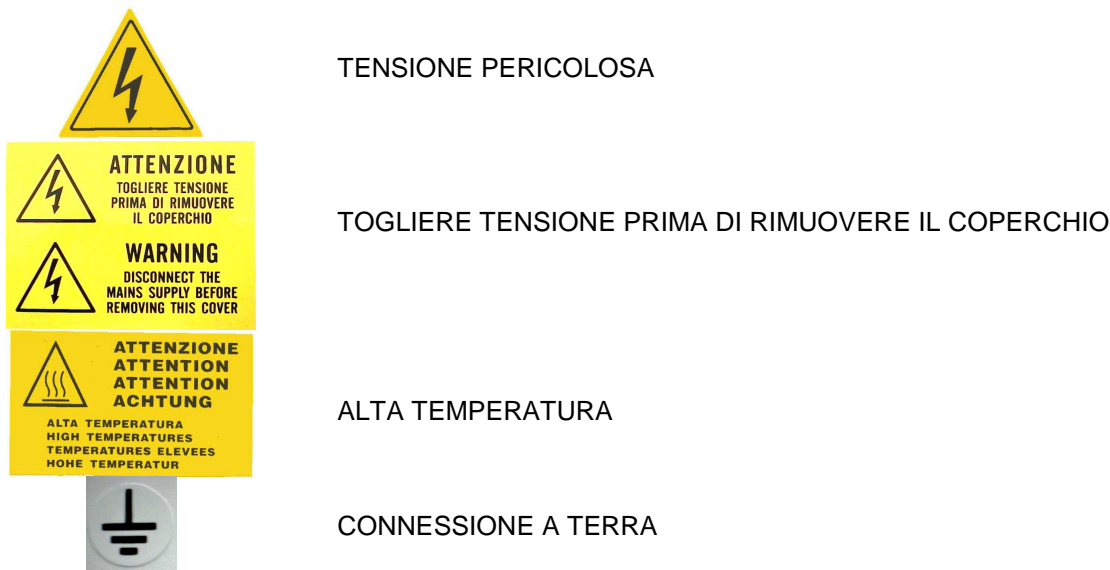 TENSIONE PERICOLOSA
ATTENZIONE
TOGLIERE TENSIONE
PRIMA DI RIMUOVERE
IL COPERCHIO
WARNING
DISCONNECT THE
MAINS SUPPLY BEFORE
REMOVING THIS COVER
TOGLIERE TENSIONE PRIMA DI RIMUOVERE IL COPERCHIO
ATTENZIONE
ATTENTION
ATTENTION
ACHTUNG
ALTA TEMPERATURA
HIGH TEMPERATURES
TEMPERATURES ELEVEES
HOHE TEMPERATUR
ALTA TEMPERATURA
CONNESSIONE A TERRA